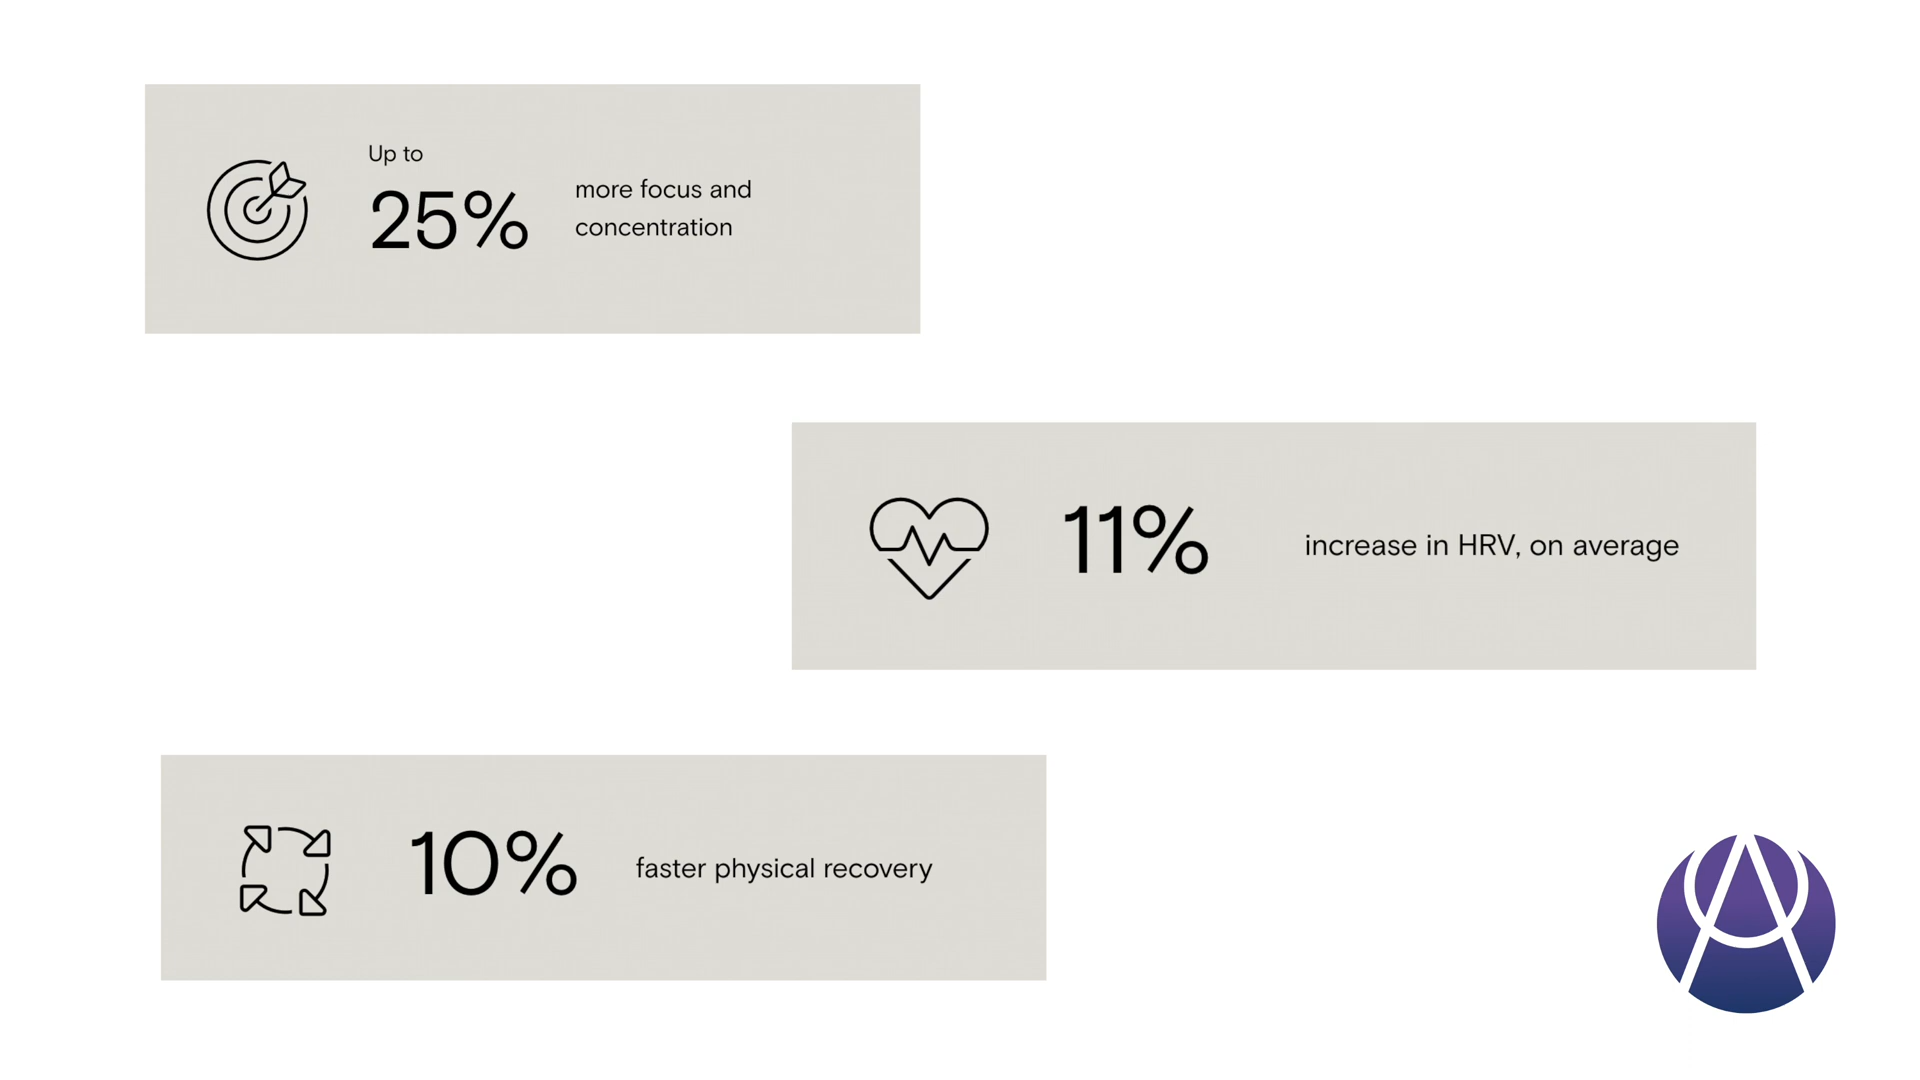 Up to
25%
more focus and
concentration
11%
increase in HRV, on average
10%
faster physical recovery